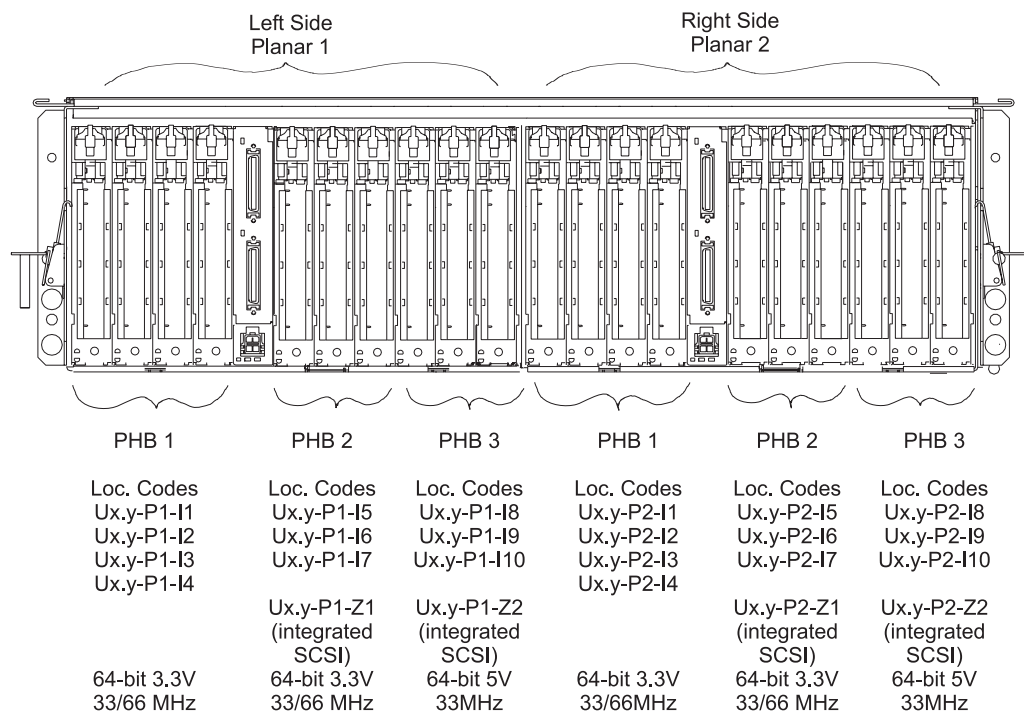 Left Side
Planar 1
Right Side
Planar 2
PHB 1
PHB 2
PHB 3
PHB 1
PHB 2
PHB 3
Loc. Codes
Ux.y-P1-I1
Ux.y-P1-I2
Ux.y-P1-I3
Ux.y-P1-I4
64-bit 3.3V
33/66 MHz
Loc. Codes
Ux.y-P1-I5
Ux.y-P1-I6
Ux.y-P1-I7
Ux.y-P1-Z1
(integrated
SCSI)
64-bit 3.3V
33/66 MHz
Loc. Codes
Ux.y-P1-I8
Ux.y-P1-I9
Ux.y-P1-I10
Ux.y-P1-Z2
(integrated
SCSI)
64-bit 5V
33MHz
Loc. Codes
Ux.y-P2-I1
Ux.y-P2-I2
Ux.y-P2-I3
Ux.y-P2-I4
64-bit 3.3V
33/66MHz
Loc. Codes
Ux.y-P2-I5
Ux.y-P2-I6
Ux.y-P2-I7
Ux.y-P2-Z1
(integrated
SCSI)
64-bit 3.3V
33/66 MHz
Loc. Codes
Ux.y-P2-I8
Ux.y-P2-I9
Ux.y-P2-I10
Ux.y-P2-Z2
(integrated
SCSI)
64-bit 5V
33MHz